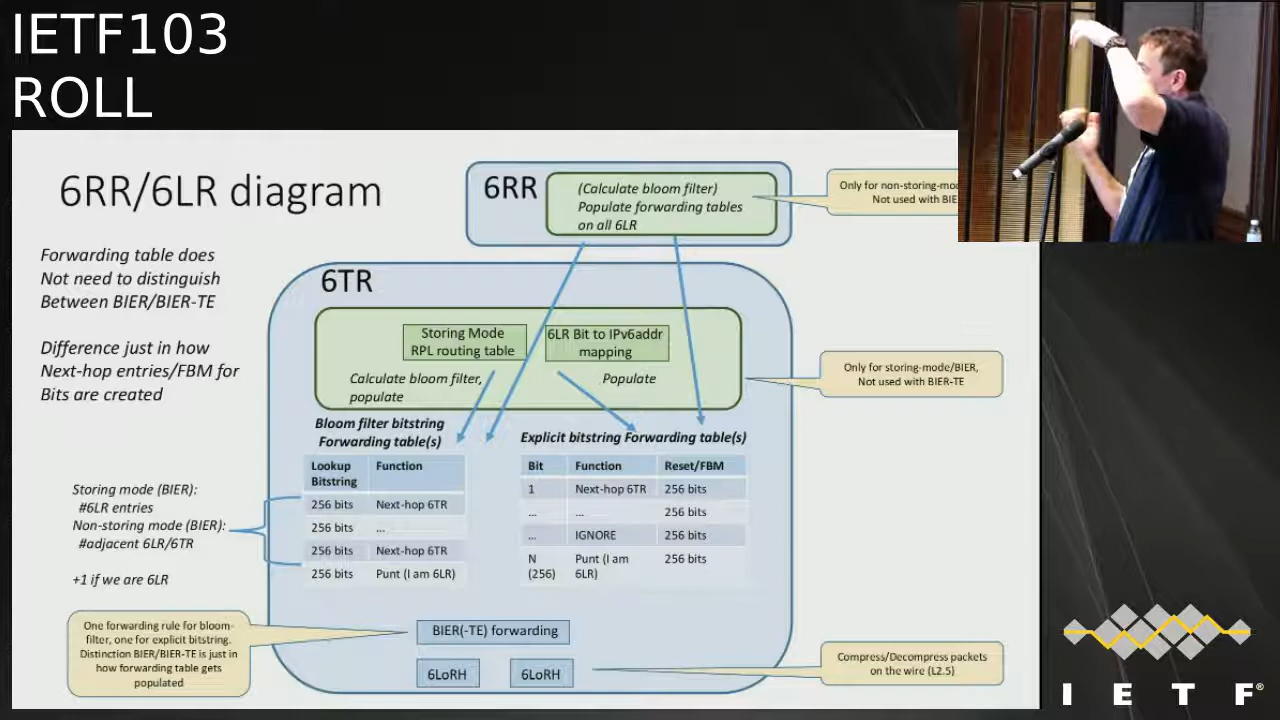 IETF103
ROLL
6RR/6LR diagram
6RR
(Calculate bloom filter)
Populate forwarding tables
on all 6LR
Only for non-storing-mo
Not used with BIE
Forwarding table does
Not need to distinguish
Between BIER/BIER-TE
Difference just in how
Next-hop entries/FBM for
Bits are created
6TR
Storing Mode
RPL routing table
6LR Bit to IPv6addr
mapping
Calculate bloom filter,
populate
Populate
Only for storing-mode/BIER,
Not used with BIER-TE
Bloom filter bitstring
Forwarding table(s)
Explicit bitstring Forwarding table(s)
Lookup Function
Bitstring
256 bits Next-hop 6TR
256 bits ...
256 bits Next-hop 6TR
256 bits Punt (I am 6LR)
Bit Function Reset/FBM
1 Next-hop 6TR 256 bits
... ... 256 bits
... IGNORE 256 bits
N Punt (I am 256 bits
(256) 6LR)
Storing mode (BIER):
#6LR entries
Non-storing mode (BIER):
#adjacent 6LR/6TR
+1 if we are 6LR
One forwarding rule for bloom-
filter, one for explicit bitstring.
Distinction BIER/BIER-TE is just in
how forwarding table gets
populated
BIER(-TE) forwarding
6LoRH 6LoRH
Compress/Decompress packets
on the wire (L2.5)
I E T F®